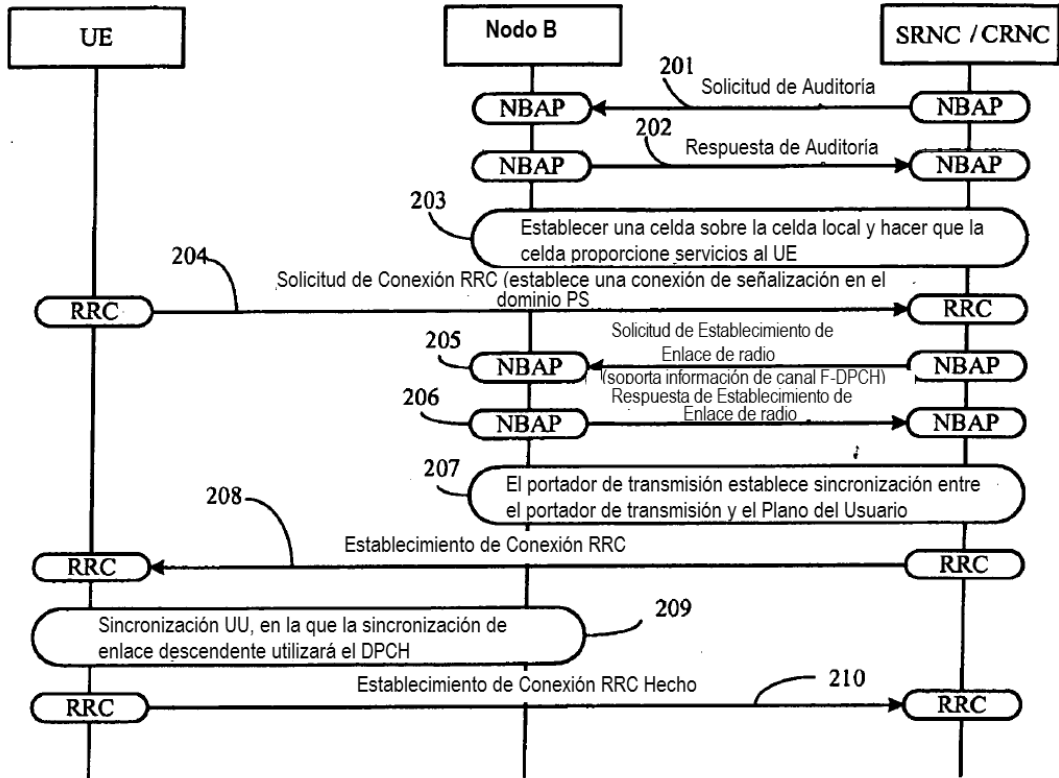 UE
Nodo B
SRNC / CRNC
201
Solicitud de Auditoría
NBAP
NBAP
202
Respuesta de Auditoría
NBAP
NBAP
203
Establecer una celda sobre la celda local y hacer que la
celda proporcione servicios al UE
204
Solicitud de Conexión RRC (establece una conexión de señalización en el
dominio PS
RRC
RRC
Solicitud de Establecimiento de
Enlace de radio
205
NBAP
NBAP
(soporta información de canal F-DPCH)
Respuesta de Establecimiento de
Enlace de radio
206
NBAP
NBAP
207
El portador de transmisión establece sincronización entre
el portador de transmisión y el Plano del Usuario
208
Establecimiento de Conexión RRC
RRC
RRC
209
Sincronización UU, en la que la sincronización de
enlace descendente utilizará el DPCH
Establecimiento de Conexión RRC Hecho
210
RRC
RRC